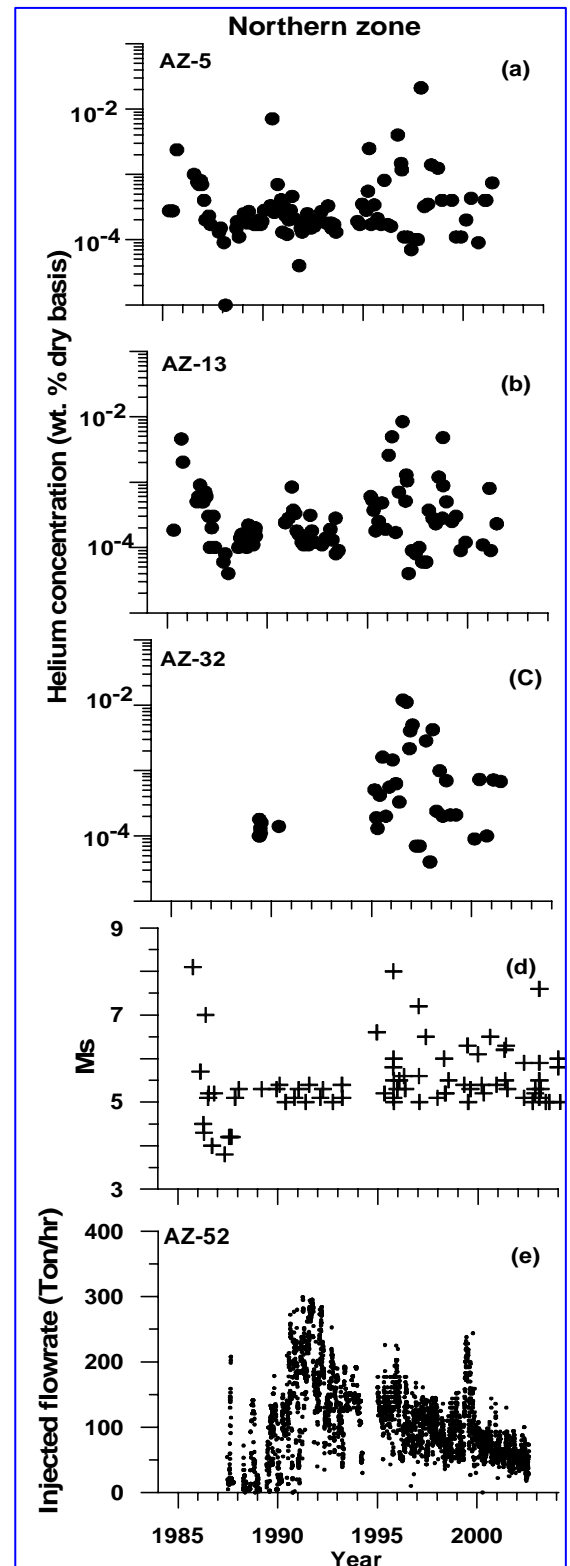 Northern zone
AZ-5
(a)
10-2
10-4
AZ-13
(b)
10-2
10-4
Helium concentration (wt. % dry basis)
AZ-32
(C)
10-2
10-4
9
(d)
7
Ms
5
3
400
AZ-52
(e)
300
200
100
0
Injected flowrate (Ton/hr)
1985 1990 1995 2000
Year